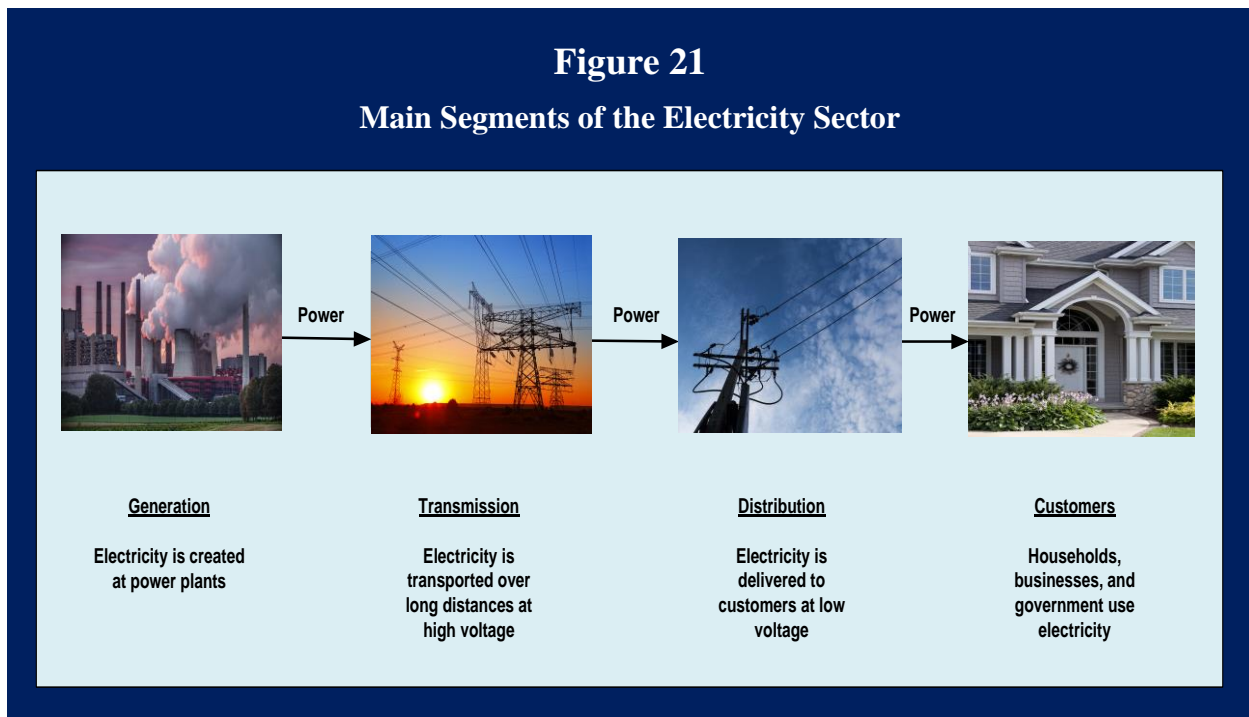 Figure 21
Main Segments of the Electricity Sector
Power
Power
Power
Generation
Electricity is created
at power plants
Transmission
Electricity is
transported over
long distances at
high voltage
Distribution
Electricity is
delivered to
customers at low
voltage
Customers
Households,
businesses, and
government use
electricity